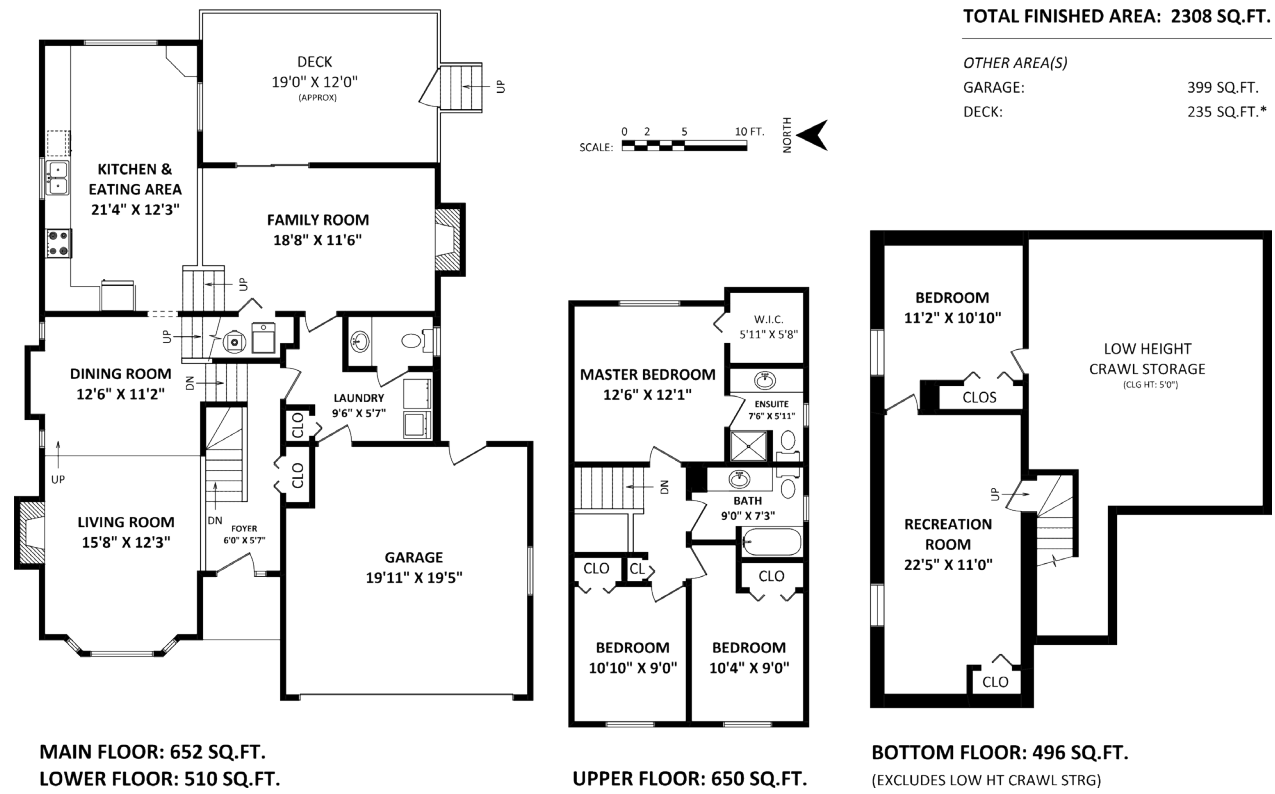 TOTAL FINISHED AREA: 2308 SQ.FT.
OTHER AREA(S)
GARAGE: 399 SQ.FT.
DECK: 235 SQ.FT.*
DECK
19'0" X 12'0"
(APPROX)
UP
SCALE:
0 2 5 10 FT.
NORTH
KITCHEN &
EATING AREA
21'4" X 12'3"
FAMILY ROOM
18'8" X 11'6"
UP
UP
DINING ROOM
12'6" X 11'2"
DN
LAUNDRY
9'6" X 5'7"
CLO
CLO
UP
LIVING ROOM
15'8" X 12'3"
DN
FOYER
6'0" X 5'7"
GARAGE
19'11" X 19'5"
MAIN FLOOR: 652 SQ.FT.
LOWER FLOOR: 510 SQ.FT.
W.I.C.
5'11" X 5'8"
MASTER BEDROOM
12'6" X 12'1"
ENSUITE
7'6" X 5'11"
DN
BATH
9'0" X 7'3"
CLO
CL
CLO
BEDROOM
10'10" X 9'0"
BEDROOM
10'4" X 9'0"
UPPER FLOOR: 650 SQ.FT.
BEDROOM
11'2" X 10'10"
CLOS
LOW HEIGHT
CRAWL STORAGE
(CLG HT: 5'0")
UP
RECREATION
ROOM
22'5" X 11'0"
CLO
BOTTOM FLOOR: 496 SQ.FT.
(EXCLUDES LOW HT CRAWL STRG)